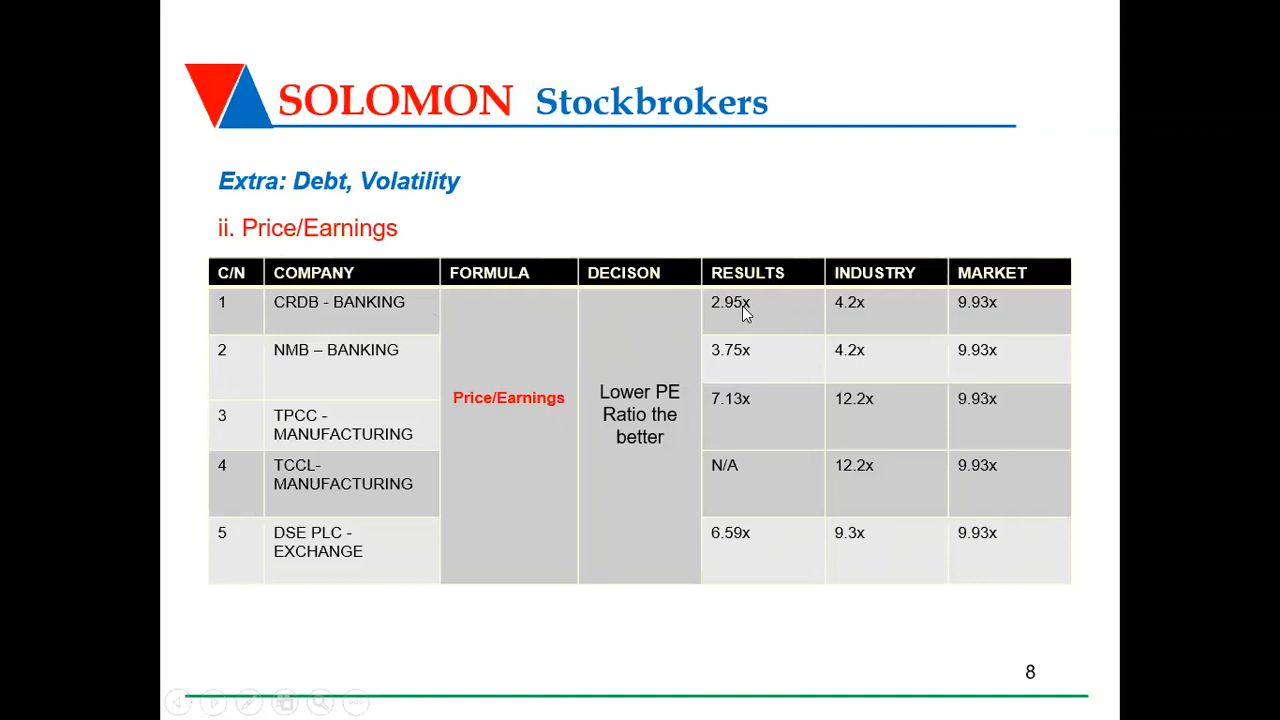 SOLOMON Stockbrokers
Extra: Debt, Volatility
ii. Price/Earnings
C/N COMPANY FORMULA DECISON RESULTS INDUSTRY MARKET
1 CRDB - BANKING 2.95x 4.2x 9.93x
2 NMB – BANKING 3.75x 4.2x 9.93x
Price/Earnings
Lower PE
Ratio the
better
7.13x 12.2x 9.93x
3 TPCC -
MANUFACTURING
4 TCCL- N/A 12.2x 9.93x
MANUFACTURING
5 DSE PLC - 6.59x 9.3x 9.93x
EXCHANGE
8